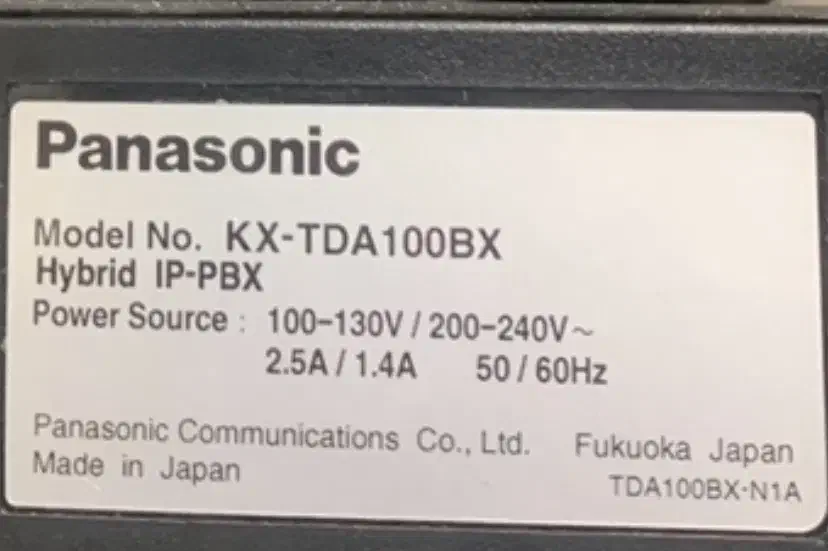 Panasonic
Model No. KX-TDA100BX
Hybrid IP-PBX
Power Source : 100-130V / 200-240V~
2.5A / 1.4A 50 / 60Hz
Panasonic Communications Co., Ltd. Fukuoka Japan
Made in Japan TDA100BX-N1A